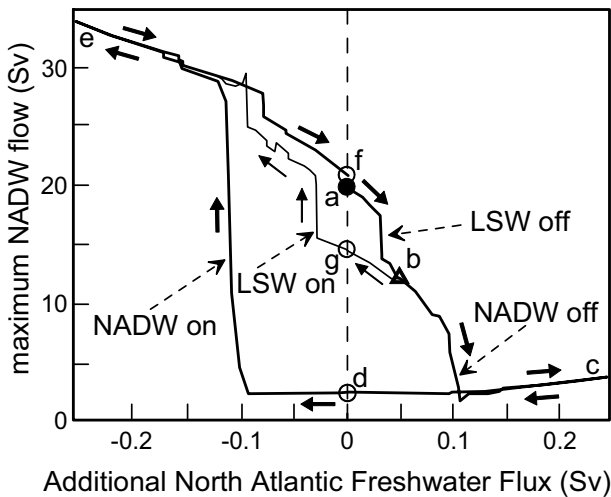 maximum NADW flow (Sv)
30
20
10
0
e
f
a
LSW off
g
b
LSW on
NADW on
NADW off
c
d
-0.2
-0.1
0
0.1
0.2
Additional North Atlantic Freshwater Flux (Sv)